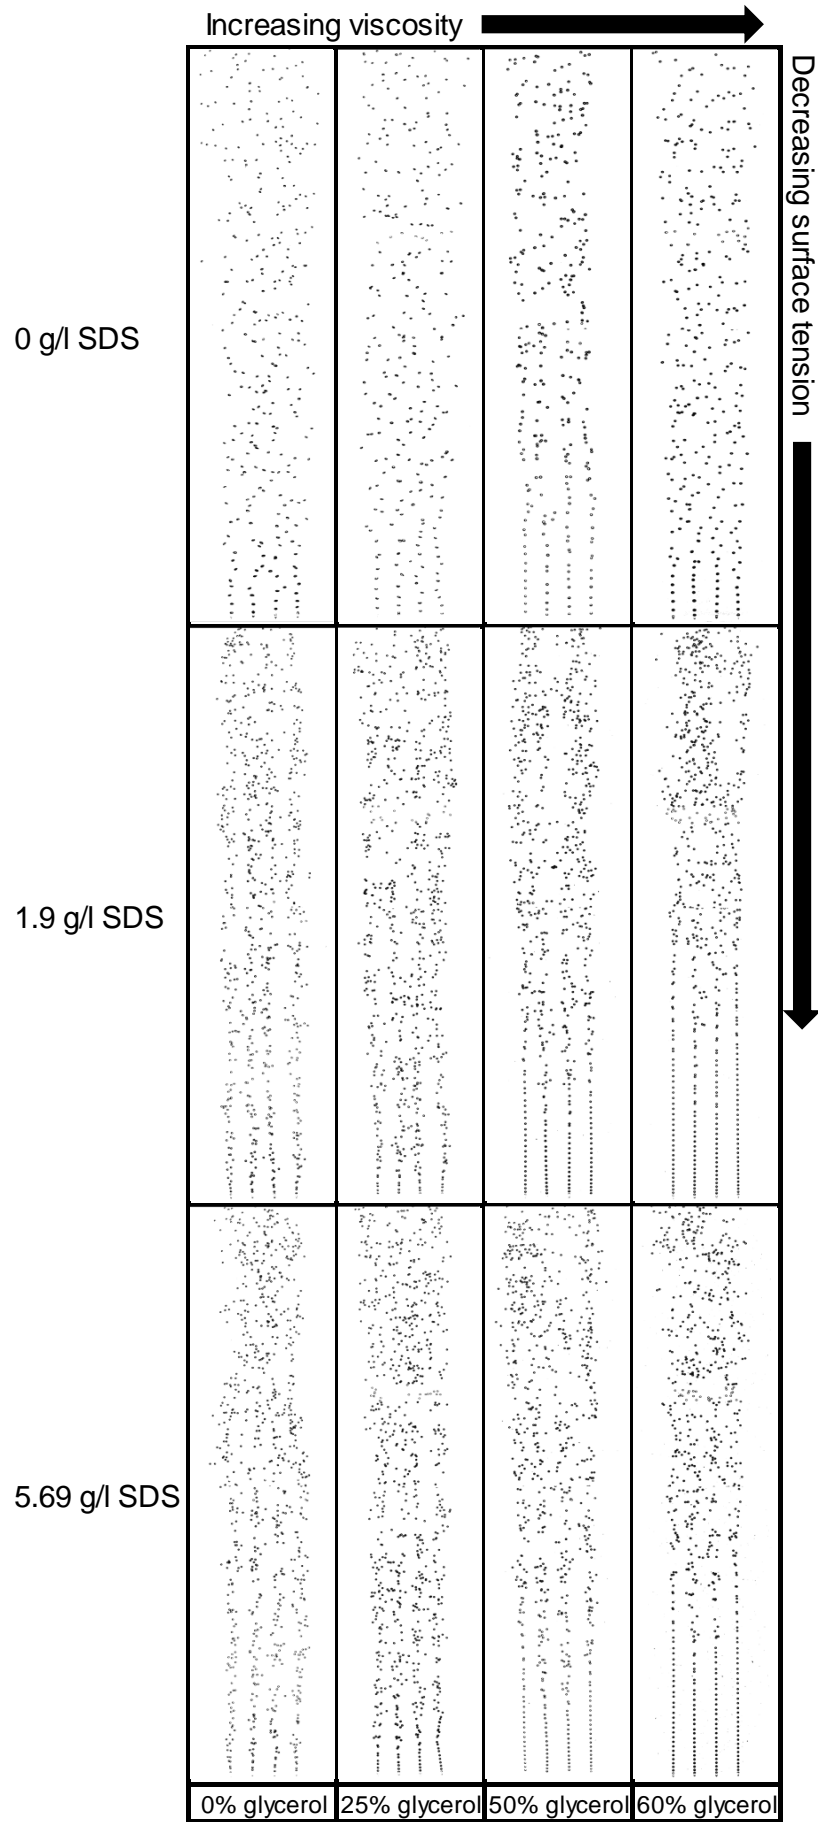 Increasing viscosity
Decreasing surface tension
0 g/l SDS
1.9 g/l SDS
5.69 g/l SDS
0% glycerol
25% glycerol
50% glycerol
60% glycerol